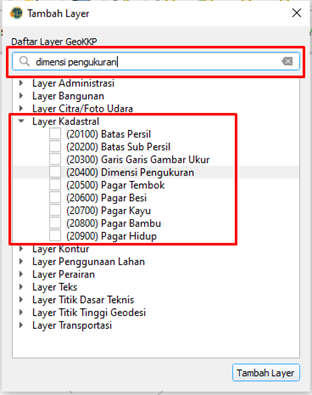 Tambah Layer
Daftar Layer GeoKKP
dimensi pengukuran
Layer Administrasi
Layer Bangunan
Layer Citra/Foto Udara
Layer Kadastral
(20100) Batas Persil
(20200) Batas Sub Persil
(20300) Garis Garis Gambar Ukur
(20400) Dimensi Pengukuran
(20500) Pagar Tembok
(20600) Pagar Besi
(20700) Pagar Kayu
(20800) Pagar Bambu
(20900) Pagar Hidup
Layer Kontur
Layer Penggunaan Lahan
Layer Perairan
Layer Teks
Layer Titik Dasar Teknis
Layer Titik Tinggi Geodesi
Layer Transportasi
Tambah Layer